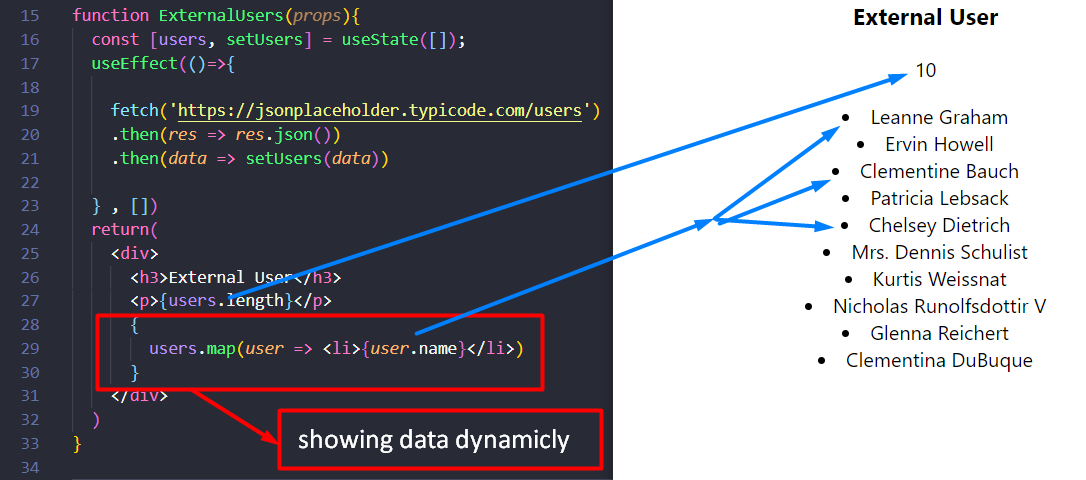 15 function ExternalUsers(props){
16 const [users, setUsers] = useState([]);
17 useEffect(()=>{
18
19 fetch('https://jsonplaceholder.typicode.com/users')
20 .then(res => res.json())
21 .then(data => setUsers(data))
22
23 } , [])
24 return(
25 <div>
26 <h3>External User</h3>
27 <p>{users.length}</p>
28 {
29 users.map(user => <li>{user.name}</li>)
30 }
31 </div>
32 )
33 }
34
showing data dynamicly
External User
10
• Leanne Graham
• Ervin Howell
• Clementine Bauch
• Patricia Lebsack
• Chelsey Dietrich
• Mrs. Dennis Schulist
• Kurtis Weissnat
• Nicholas Runolfsdottir V
• Glenna Reichert
• Clementina DuBuque